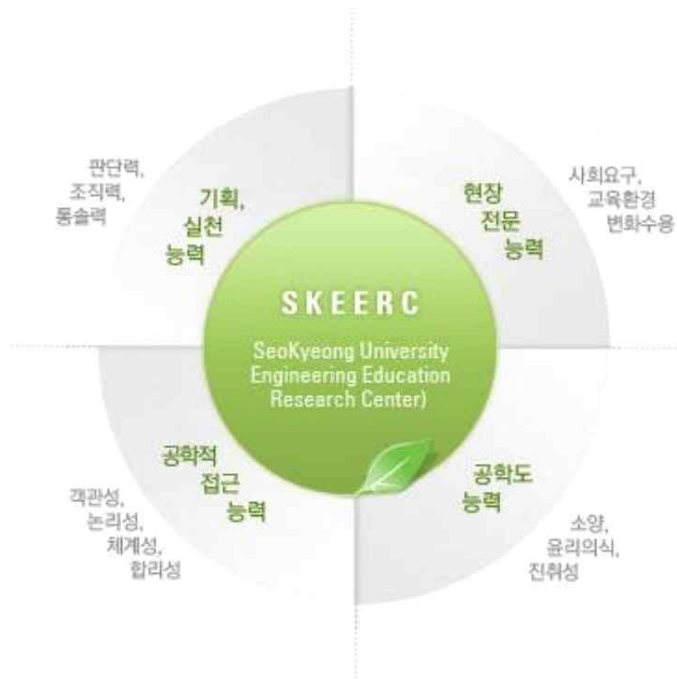 판단력,
조직력,
통솔력
기획,
실천
능력
현장
전문
능력
사회요구,
교육환경
변화수용
SKEERC
SeoKyeong University
Engineering Education
Research Center)
공학적
접근
능력
객관성,
논리성,
체계성,
합리성
공학도
능력
소양,
윤리의식,
진취성